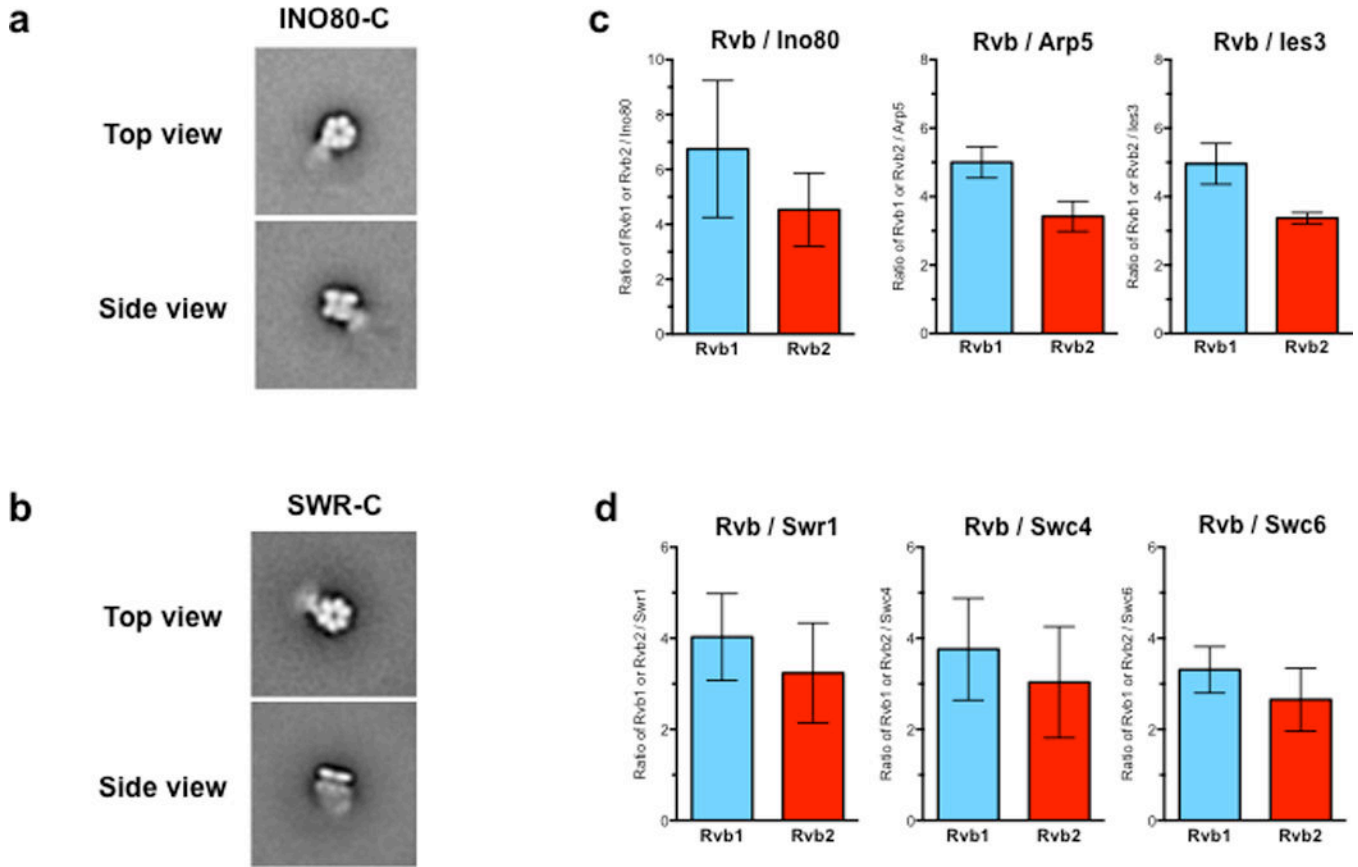 a
INO80-C
Top view
Side view
b
SWR-C
Top view
Side view
c
Rvb / Ino80
Ratio of Rvb1 or Rvb2 / Ino80
10
8
6
4
2
0
Rvb1 Rvb2
Rvb / Arp5
Ratio of Rvb1 or Rvb2 / Arp5
8
6
4
2
0
Rvb1 Rvb2
Rvb / Ies3
Ratio of Rvb1 or Rvb2 / Ies3
8
6
4
2
0
Rvb1 Rvb2
d
Rvb / Swr1
Ratio of Rvb1 or Rvb2 / Swr1
6
4
2
0
Rvb1 Rvb2
Rvb / Swc4
Ratio of Rvb1 or Rvb2 / Swc4
6
4
2
0
Rvb1 Rvb2
Rvb / Swc6
Ratio of Rvb1 or Rvb2 / Swc6
6
4
2
0
Rvb1 Rvb2